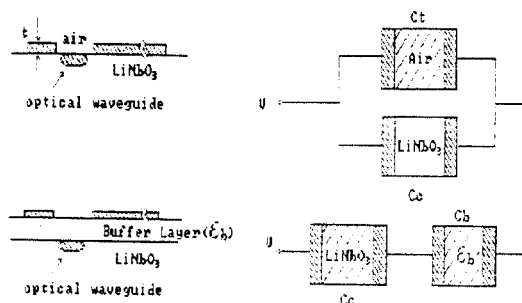 Ct
t
air
LiNbO3
Air
optical waveguide
U
LiNbO3
Cc
Cb
Buffer Layer(εb)
LiNbO3
optical waveguide
U
LiNbO3
εb
Cc